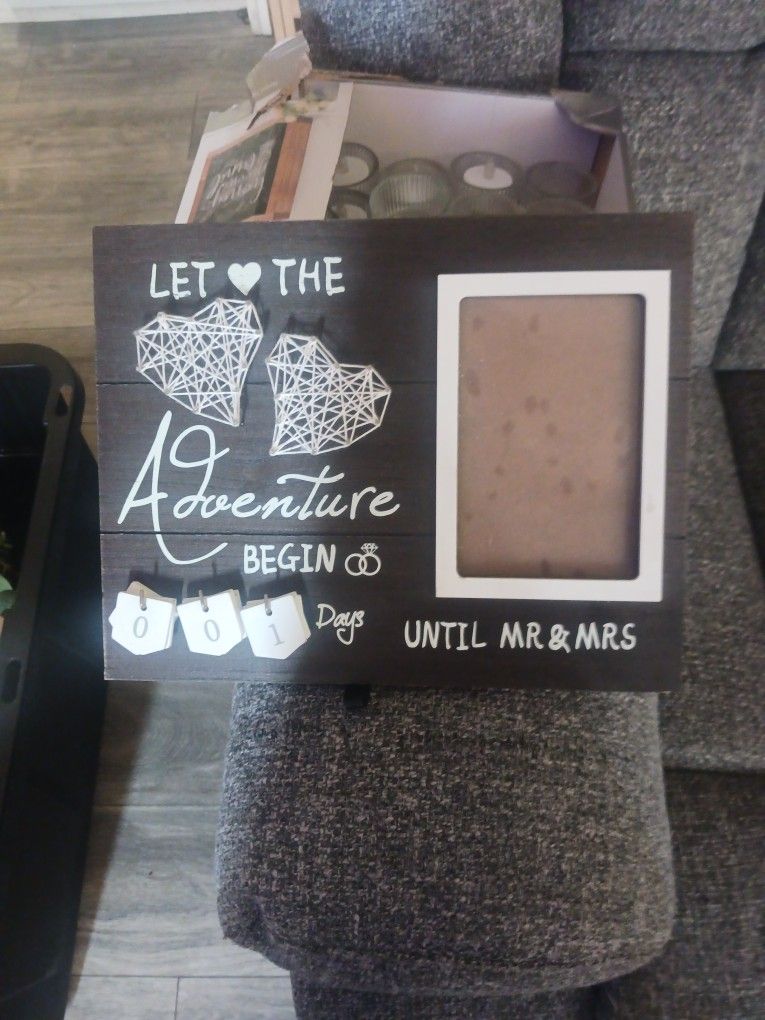 LET ♥ THE
Adventure
BEGIN
0 0 1 Days
UNTIL MR & MRS